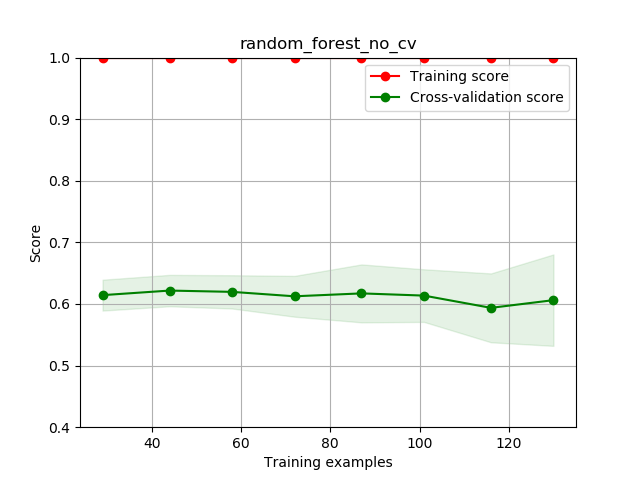 random_forest_no_cv
1.0
0.9
0.8
0.7
0.6
0.5
0.4
Score
Training score
Cross-validation score
40
60
80
100
120
Training examples